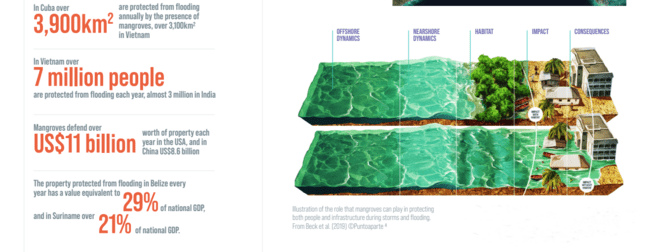 In Cuba over
3,900km²
are protected from flooding
annually by the presence of
mangroves, over 3,100km²
in Vietnam
In Vietnam over
7 million people
are protected from flooding each year, almost 3 million in India
Mangroves defend over
US$11 billion
worth of property each
year in the USA, and in
China US$8.6 billion
The property protected from flooding in Belize every
year has a value equivalent to 29% of national GDP,
and in Suriname over 21% of national GDP.
OFFSHORE
DYNAMICS
NEARSHORE
DYNAMICS
HABITAT
IMPACT
CONSEQUENCES
Illustration of the role that mangroves can play in protecting
both people and infrastructure during storms and flooding.
From Beck et al. (2019) ©Puntoaparte ⁴